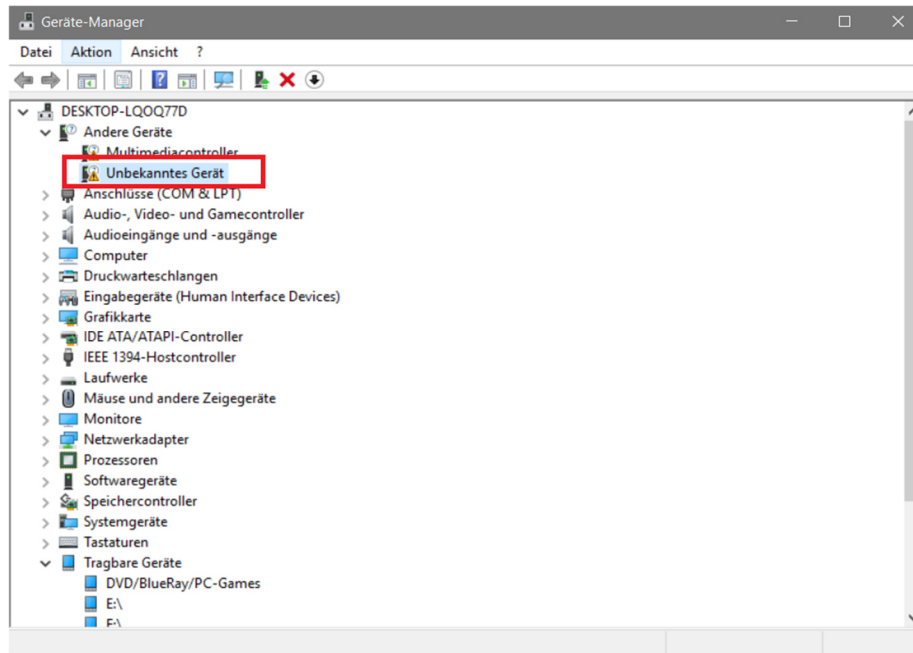 Geräte-Manager
Datei Aktion Ansicht ?
DESKTOP-LQOQ77D
Andere Geräte
Multimediacontroller
Unbekanntes Gerät
Anschlüsse (COM & LPT)
Audio-, Video- und Gamecontroller
Audioeingänge und -ausgänge
Computer
Druckwarteschlangen
Eingabegeräte (Human Interface Devices)
Grafikkarte
IDE ATA/ATAPI-Controller
IEEE 1394-Hostcontroller
Laufwerke
Mäuse und andere Zeigegeräte
Monitore
Netzwerkadapter
Prozessoren
Softwaregeräte
Speichercontroller
Systemgeräte
Tastaturen
Tragbare Geräte
DVD/BlueRay/PC-Games
E:\